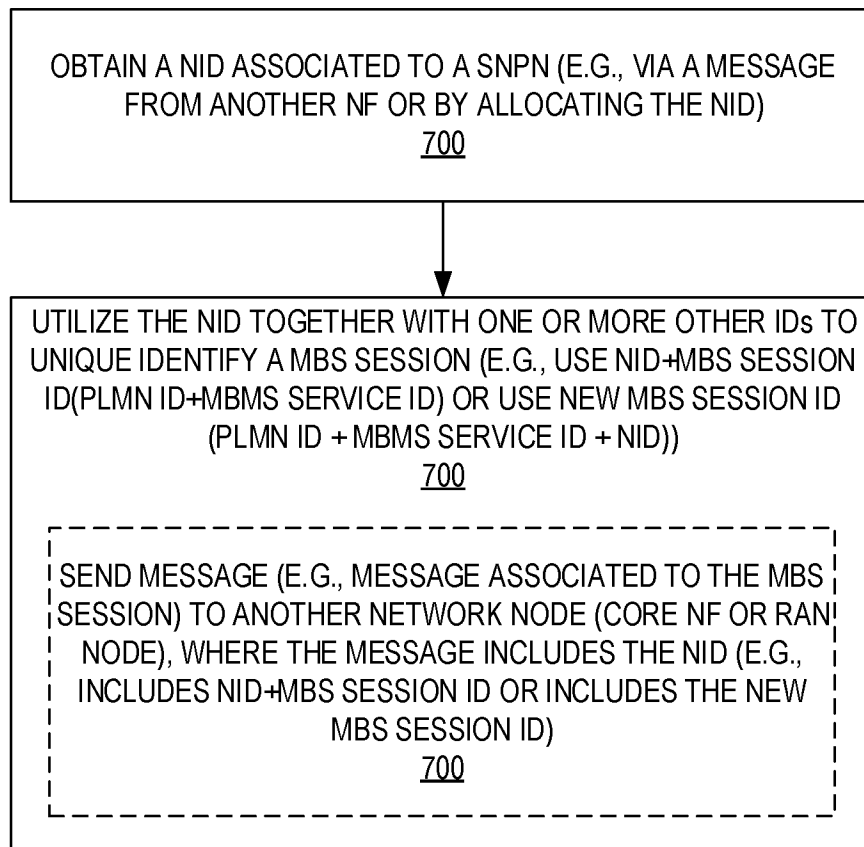 OBTAIN A NID ASSOCIATED TO A SNPN (E.G., VIA A MESSAGE
FROM ANOTHER NF OR BY ALLOCATING THE NID)
700
UTILIZE THE NID TOGETHER WITH ONE OR MORE OTHER IDs TO
UNIQUE IDENTIFY A MBS SESSION (E.G., USE NID+MBS SESSION
ID(PLMN ID+MBMS SERVICE ID) OR USE NEW MBS SESSION ID
(PLMN ID + MBMS SERVICE ID + NID))
700
SEND MESSAGE (E.G., MESSAGE ASSOCIATED TO THE MBS
SESSION) TO ANOTHER NETWORK NODE (CORE NF OR RAN
NODE), WHERE THE MESSAGE INCLUDES THE NID (E.G.,
INCLUDES NID+MBS SESSION ID OR INCLUDES THE NEW
MBS SESSION ID)
700